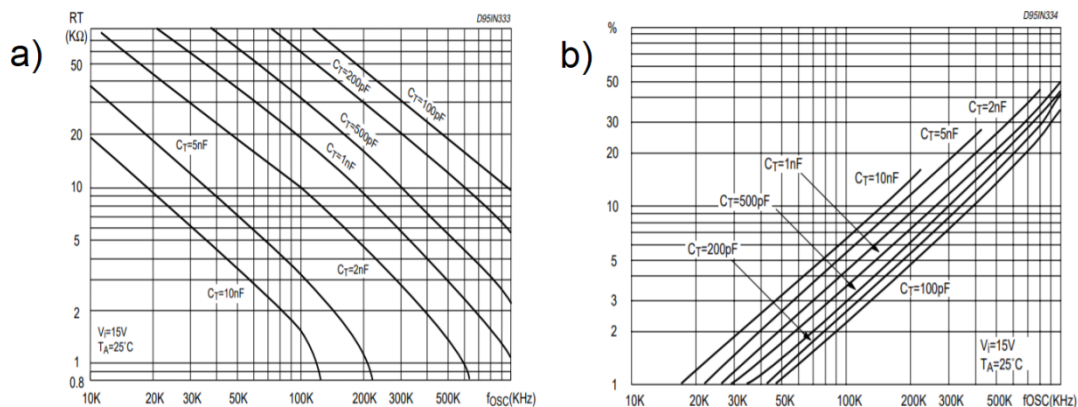 a)
RT
(KΩ)
D95IN333
50
20
10
5
2
1
0.8
CT=200pF
CT=100pF
CT=5nF
CT=500pF
CT=1nF
CT=2nF
CT=10nF
VI=15V
TA=25˚C
10K 20K 30K 50K 100K 200K 300K 500K fOSC(KHz)
b)
%
D95IN334
50
30
20
10
5
3
2
1
CT=2nF
CT=5nF
CT=1nF
CT=10nF
CT=500pF
CT=200pF
CT=100pF
VI=15V
TA=25˚C
10K 20K 30K 50K 100K 200K 300K 500K fOSC(KHz)